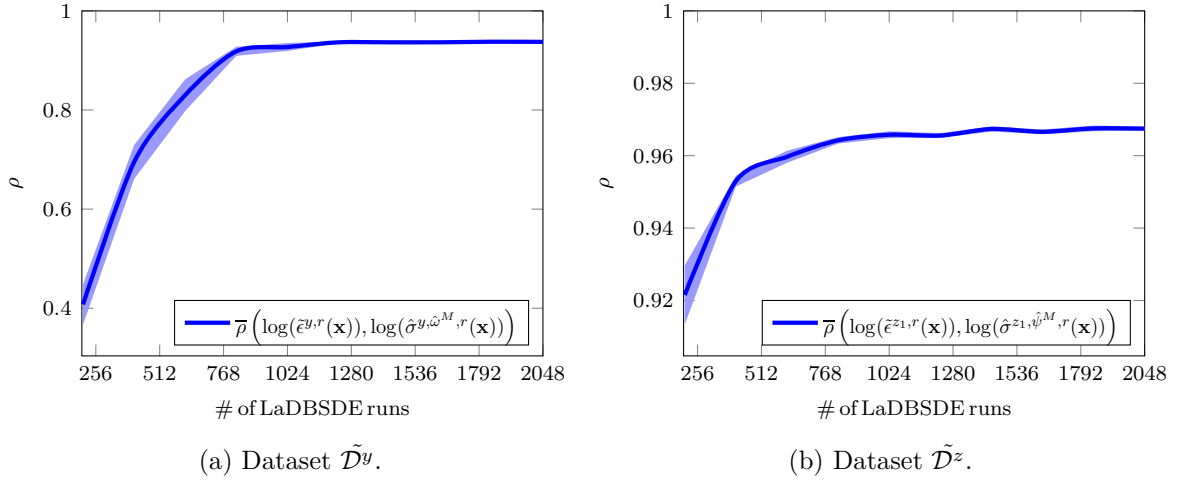 1
0.8
0.6
0.4
ρ
ρ̅ (log(ϵ̃^{y,r}(x)), log(σ̂^{y,ω̂^M,r}(x)))
256 512 768 1024 1280 1536 1792 2048
# of LaDBSDE runs
(a) Dataset D̃^y.
1
0.98
0.96
0.94
0.92
ρ
ρ̅ (log(ϵ̃^{z_1,r}(x)), log(σ̂^{z_1,ψ̂^M,r}(x)))
256 512 768 1024 1280 1536 1792 2048
# of LaDBSDE runs
(b) Dataset D̃^z.